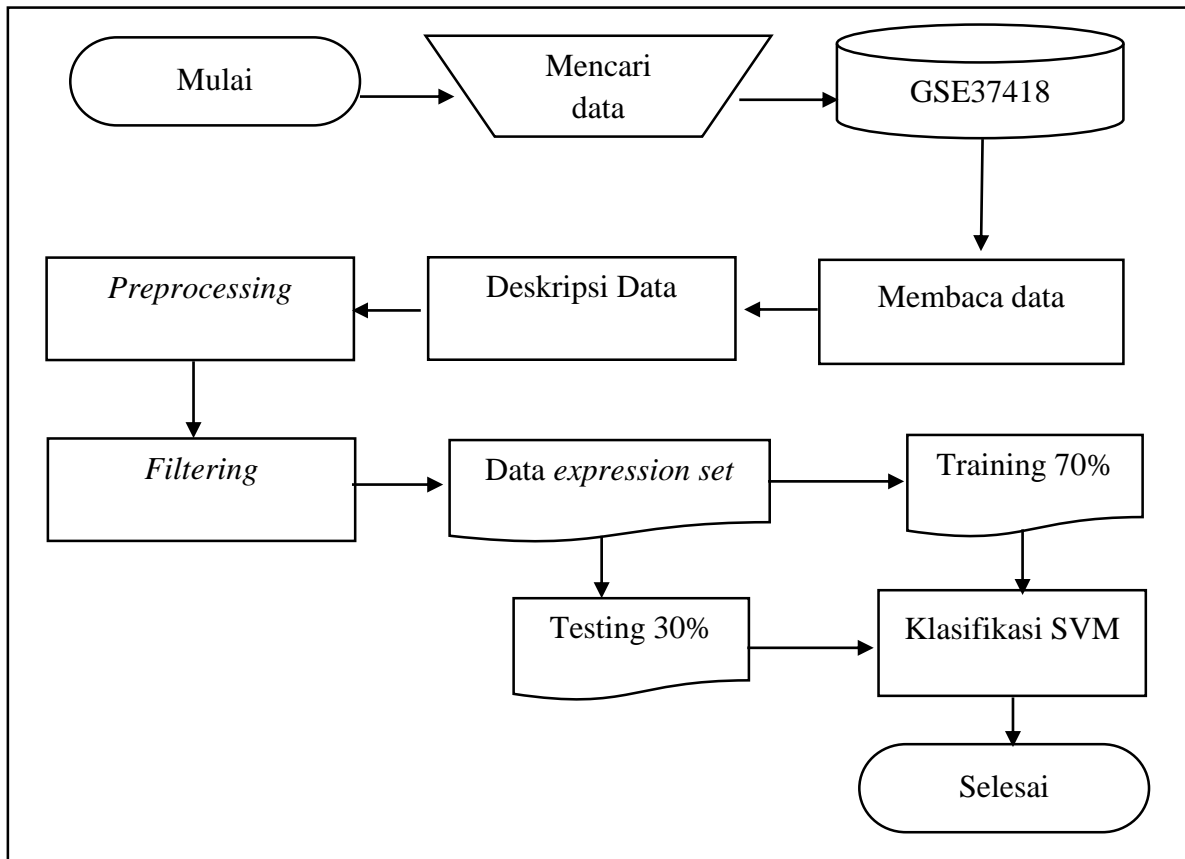 Mulai
Mencari
data
GSE37418
Membaca data
Deskripsi Data
Preprocessing
Filtering
Data expression set
Training 70%
Testing 30%
Klasifikasi SVM
Selesai